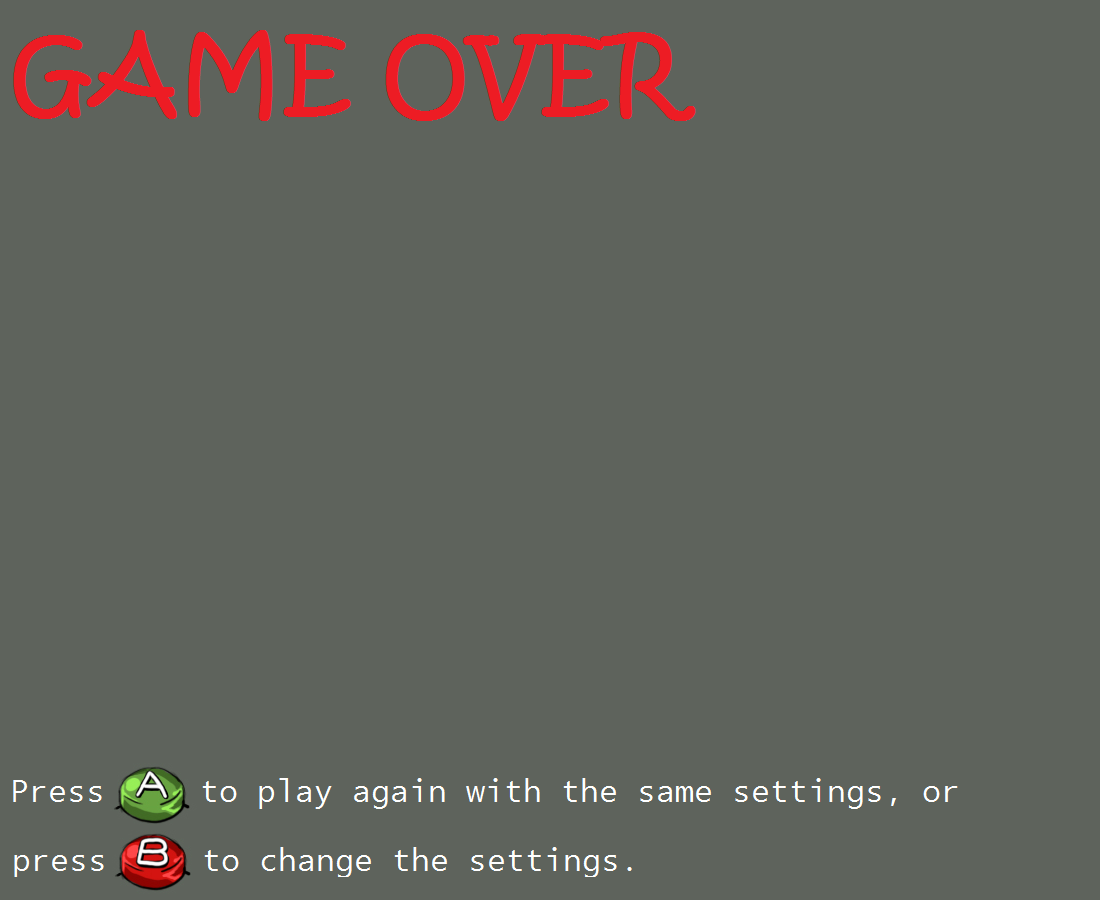 GAME OVER
Press A to play again with the same settings, or
press B to change the settings.